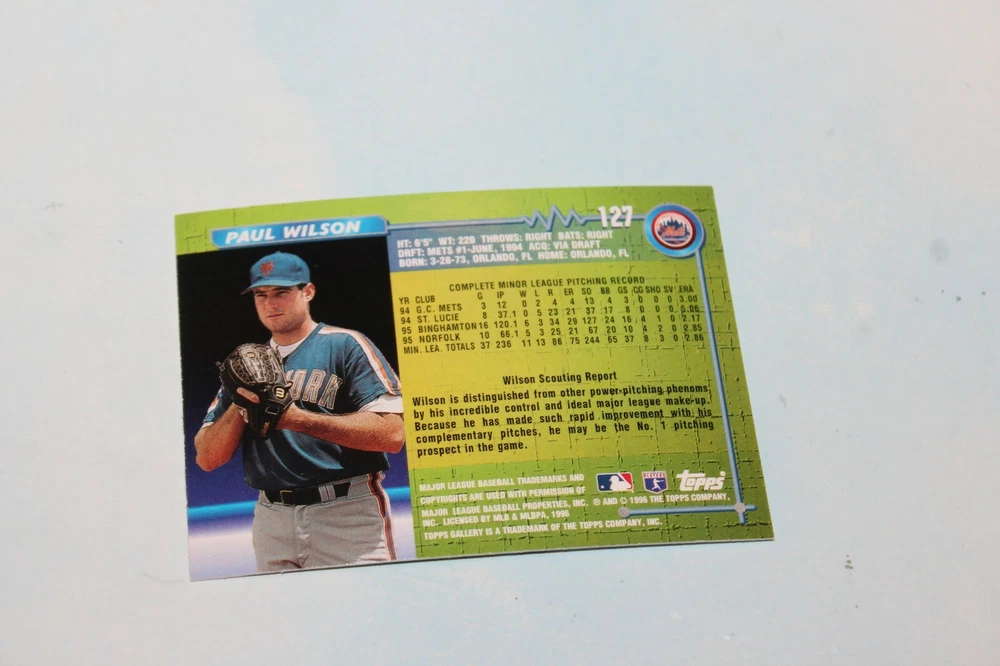 PAUL WILSON
127
Mets
HT: 6'5" WT: 220 THROWS: RIGHT BATS: RIGHT
DRFT: METS #1-JUNE, 1994 ACQ: VIA DRAFT
BORN: 3-28-73, ORLANDO, FL HOME: ORLANDO, FL
COMPLETE MINOR LEAGUE PITCHING RECORD
YR CLUB G IP W L R ER SO BB GS CG SHO SV ERA
94 G.C. METS 3 12 0 2 4 4 13 4 3 0 0 0 3.00
94 ST. LUCIE 8 37.1 0 5 23 21 37 17 8 0 0 0 5.06
95 BINGHAMTON 16 120.1 6 3 34 29 127 24 16 4 1 0 2.17
95 NORFOLK 10 66.1 5 3 25 21 67 20 10 4 2 0 2.85
MIN. LEA. TOTALS 37 236 11 13 86 75 244 65 37 8 3 0 2.86
Wilson Scouting Report
Wilson is distinguished from other power-pitching phenoms
by his incredible control and ideal major league make-up.
Because he has made such rapid improvement with his
complementary pitches, he may be the No. 1 pitching
prospect in the game.
MAJOR LEAGUE BASEBALL TRADEMARKS AND
COPYRIGHTS ARE USED WITH PERMISSION OF
MAJOR LEAGUE BASEBALL PROPERTIES, INC. ® AND © 1996 THE TOPPS COMPANY,
INC. LICENSED BY MLB & MLBPA, 1996
TOPPS GALLERY IS A TRADEMARK OF THE TOPPS COMPANY, INC.
topps
YORK